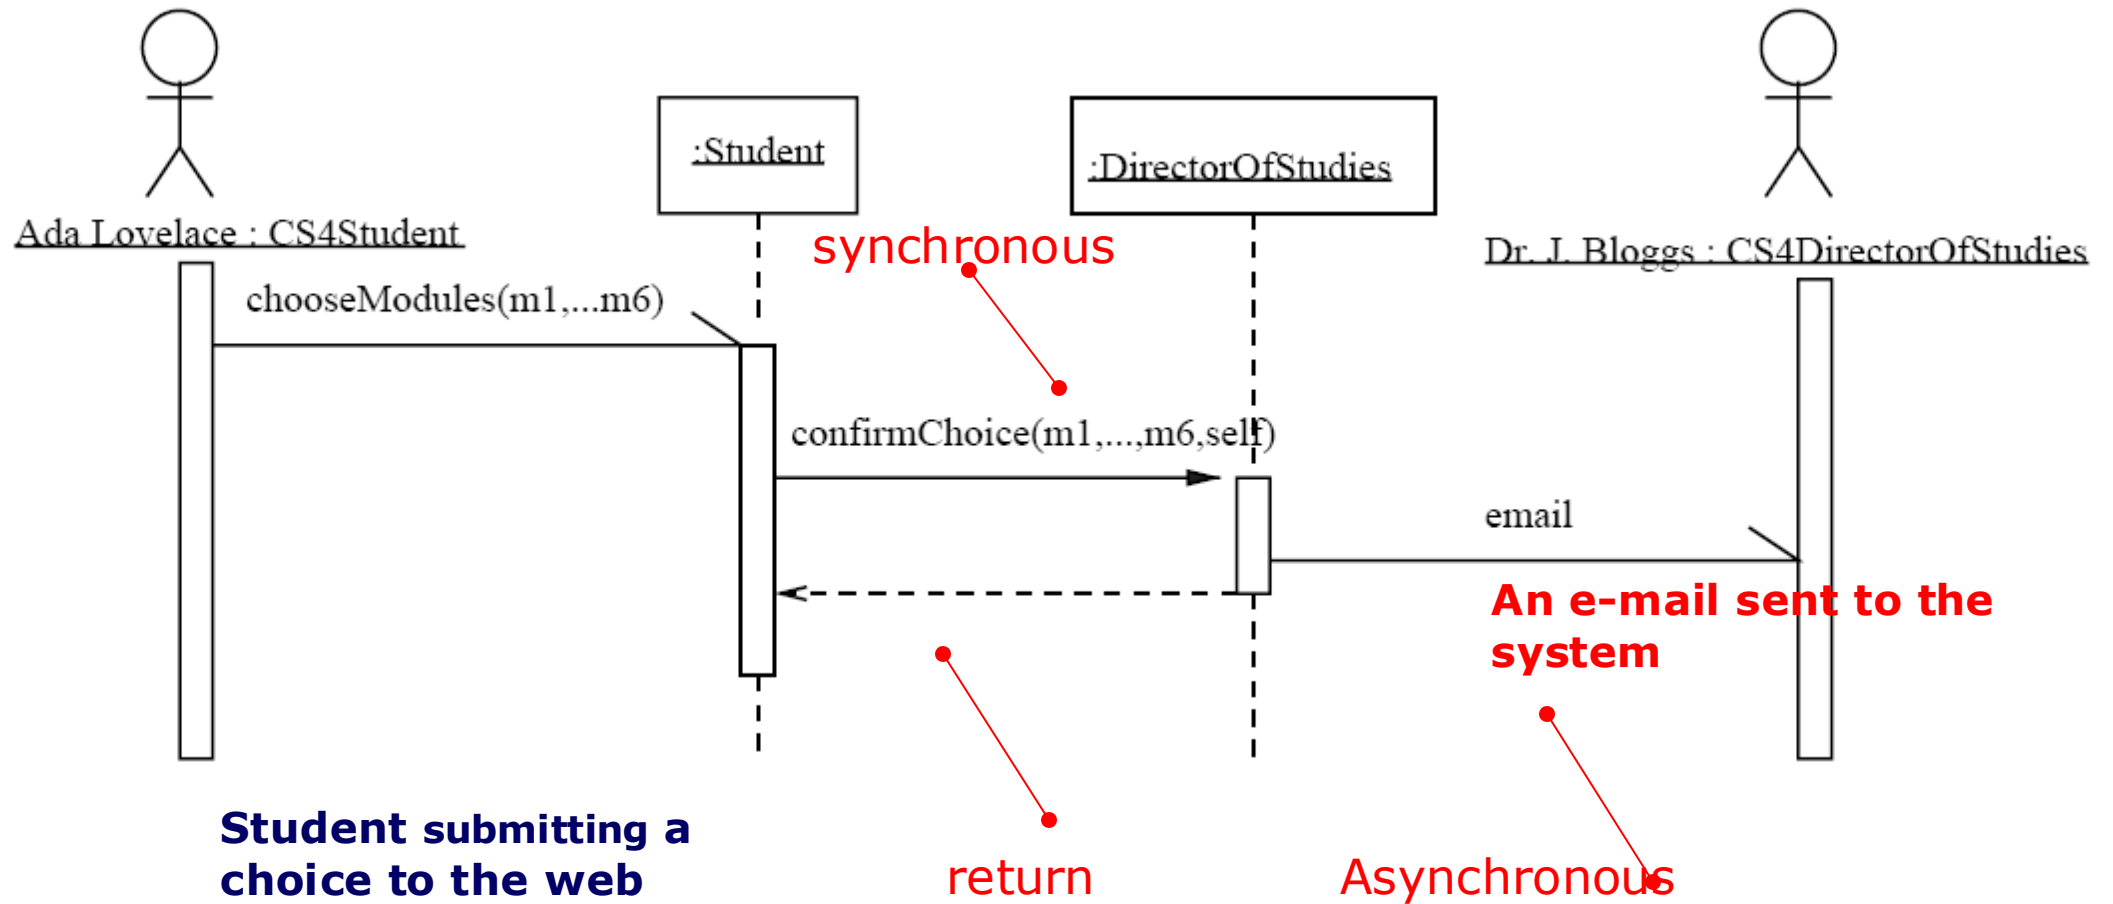 :Student
:DirectorOfStudies
Ada Lovelace : CS4Student
synchronous
Dr. J. Bloggs : CS4DirectorOfStudies
chooseModules(m1,...m6)
confirmChoice(m1,...,m6,self)
email
An e-mail sent to the
system
Student submitting a
choice to the web
return
Asynchronous